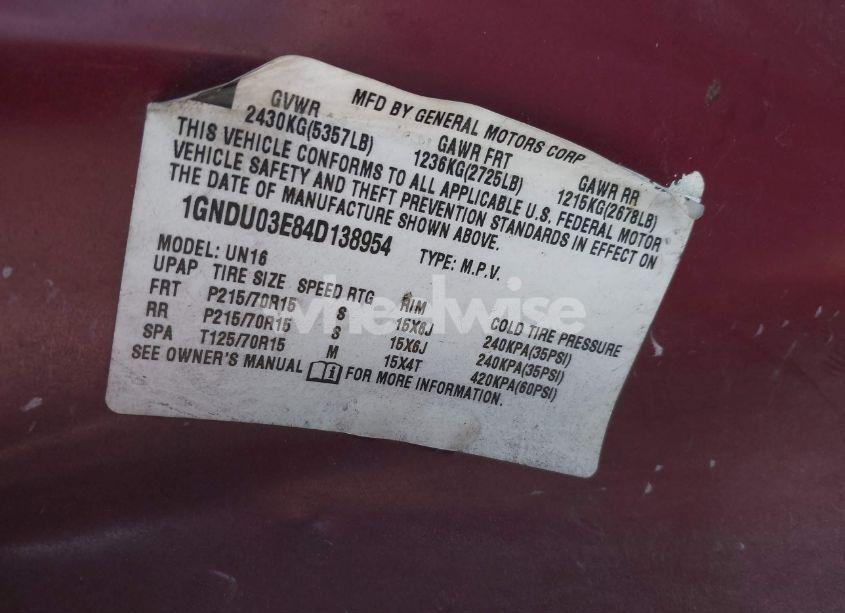 MFD BY GENERAL MOTORS CORP
GVWR GAWR FRT GAWR RR
2430KG(5357LB) 1236KG(2725LB) 1215KG(2678LB)
THIS VEHICLE CONFORMS TO ALL APPLICABLE U.S. FEDERAL MOTOR
VEHICLE SAFETY AND THEFT PREVENTION STANDARDS IN EFFECT ON
THE DATE OF MANUFACTURE SHOWN ABOVE.
1GNDU03E84D138954 TYPE: M.P.V.
MODEL: UN16
UPAP TIRE SIZE SPEED RTG RIM COLD TIRE PRESSURE
FRT P215/70R15 S 15X6J 240KPA(35PSI)
RR P215/70R15 S 15X6J 240KPA(35PSI)
SPA T125/70R15 M 15X4T 420KPA(60PSI)
SEE OWNER'S MANUAL FOR MORE INFORMATION.
wheelwise